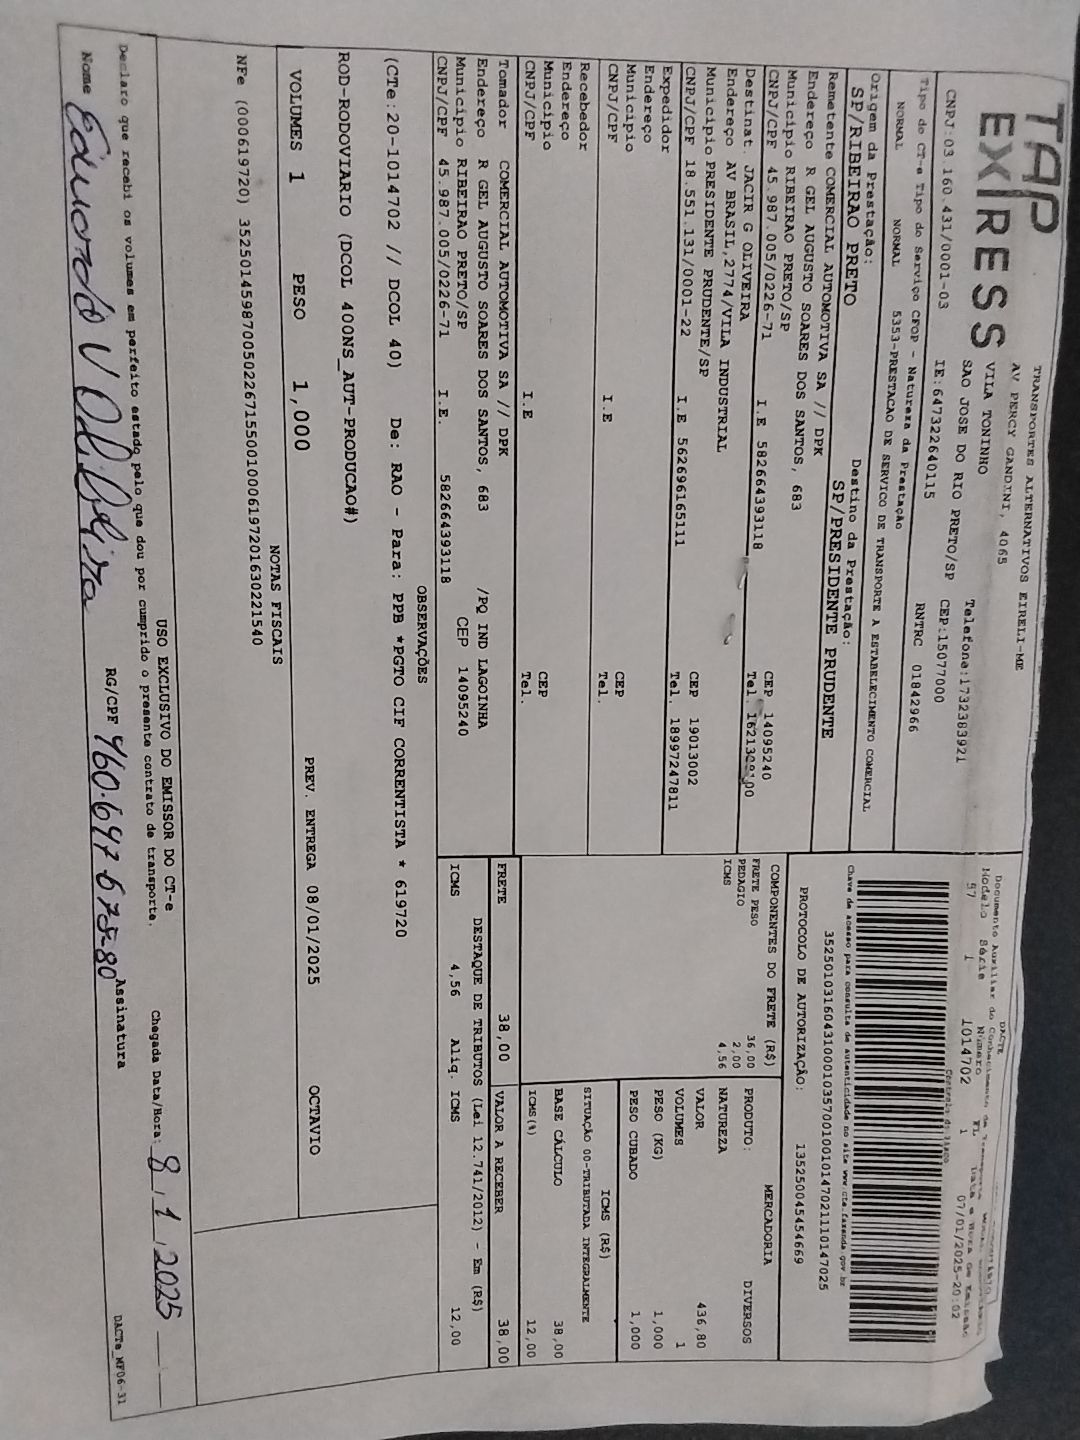 TAP
EXPRESS
TRANSPORTES ALTERNATIVOS EIRELI-ME
AV PERCY GANDINI, 4065
VILA TONINHO
SAO JOSE DO RIO PRETO/SP Telefone:1732383921
CNPJ:03.160.431/0001-03 IE:647322640115 CEP:15077000
Tipo do CT-e Tipo do Serviço CFOP - Natureza da Prestação RNTRC 01842966
NORMAL NORMAL 5353-PRESTACAO DE SERVICO DE TRANSPORTE A ESTABELECIMENTO COMERCIAL
Origem da Prestação: Destino da Prestação:
SP/RIBEIRAO PRETO SP/PRESIDENTE PRUDENTE
Remetente COMERCIAL AUTOMOTIVA SA // DPK
Endereço R GEL AUGUSTO SOARES DOS SANTOS, 683
Município RIBEIRAO PRETO/SP CEP 14095240
CNPJ/CPF 45.987.005/0226-71 I.E 582664393118 Tel.
Destinat. JACIR G OLIVEIRA
Endereço AV BRASIL,2774/VILA INDUSTRIAL
Município PRESIDENTE PRUDENTE/SP CEP 19013002
CNPJ/CPF 18.551.131/0001-22 I.E 562696165111 Tel. 18997247811
Expedidor
Endereço
Município CEP
CNPJ/CPF I.E Tel.
Recebedor
Endereço
Município CEP
CNPJ/CPF I.E Tel.
Tomador COMERCIAL AUTOMOTIVA SA // DPK
Endereço R GEL AUGUSTO SOARES DOS SANTOS, 683 /PQ IND LAGOINHA
Município RIBEIRAO PRETO/SP CEP 14095240
CNPJ/CPF 45.987.005/0226-71 I.E. 582664393118
DACTE
Documento Auxiliar do Conhecimento de Transporte
Modelo Série Número FL Data e Hora de Emissão
57 1 1014702 1 07/01/2025-20:02
Controle do Fisco
Chave de acesso para consulta de autenticidade no site www.cte.fazenda.gov.br
35250103160431000103570010010147021110147025
PROTOCOLO DE AUTORIZAÇÃO: 135250045454669
COMPONENTES DO FRETE (R$)
FRETE PESO 36,00
PEDAGIO 2,00
ICMS 4,56
PRODUTO: MERCADORIA
NATUREZA DIVERSOS
VALOR 436,80
VOLUMES 1
PESO (KG) 1,000
PESO CUBADO 1,000
ICMS (R$)
SITUAÇÃO 00-TRIBUTADA INTEGRALMENTE
BASE CÁLCULO 38,00
ICMS(%) 12,00
FRETE 38,00 VALOR A RECEBER 38,00
DESTAQUE DE TRIBUTOS (Lei 12.741/2012) - Em (R$)
ICMS 4,56 Aliq. ICMS 12,00
OBSERVAÇÕES
(CTe:20-1014702 // DCOL 40) De: RAO - Para: PPB *PGTO CIF CORRENTISTA * 619720
ROD-RODOVIARIO (DCOL 400NS_AUT-PRODUCAO#)
VOLUMES 1 PESO 1,000 PREV. ENTREGA 08/01/2025 OCTAVIO
NOTAS FISCAIS
NFe (000619720) 35250145987005022671550010006197201630221540
USO EXCLUSIVO DO EMISSOR DO CT-e
Declaro que recebi os volumes em perfeito estado pelo que dou por cumprido o presente contrato de transporte. Chegada Data/Hora: 8 1 2025
Nome Eduardo V Oliveira RG/CPF 460.647.678-80 Assinatura
DACTe_MF06-31